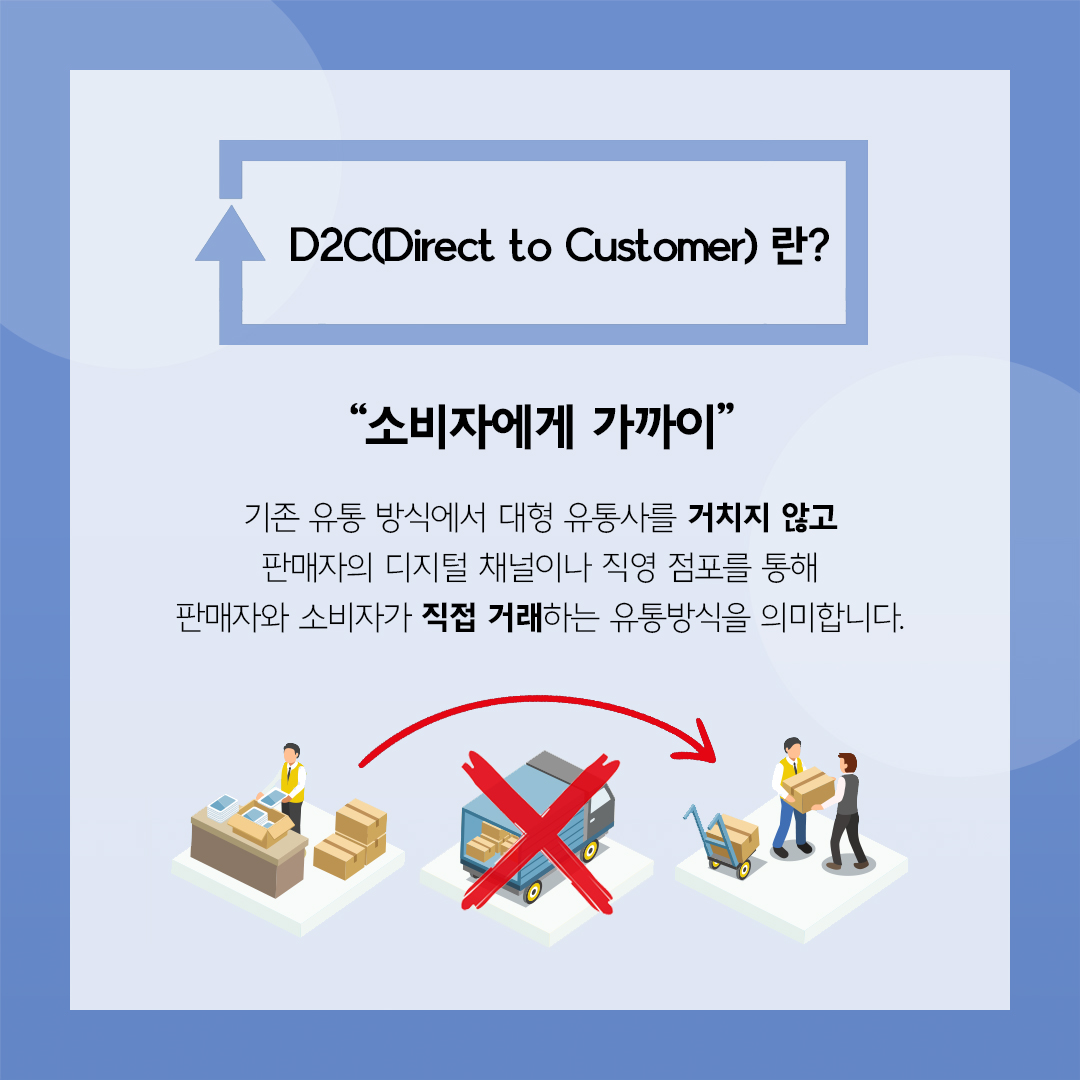 D2C(Direct to Customer) 란?
“소비자에게 가까이”
기존 유통 방식에서 대형 유통사를 거치지 않고
판매자의 디지털 채널이나 직영 점포를 통해
판매자와 소비자가 직접 거래하는 유통방식을 의미합니다.